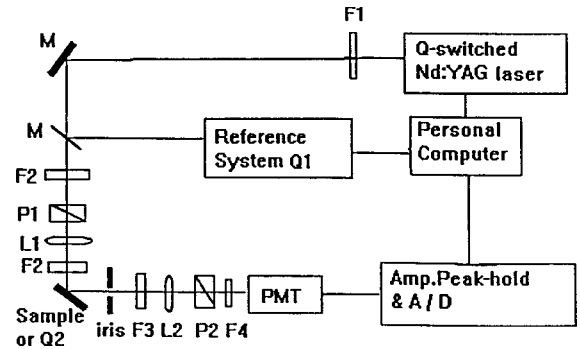 F1
M
Q-switched
Nd:YAG laser
M
Reference
System Q1
Personal
Computer
F2
P1
L1
F2
Sample
or Q2
iris F3 L2 P2 F4
PMT
Amp.Peak-hold
& A / D